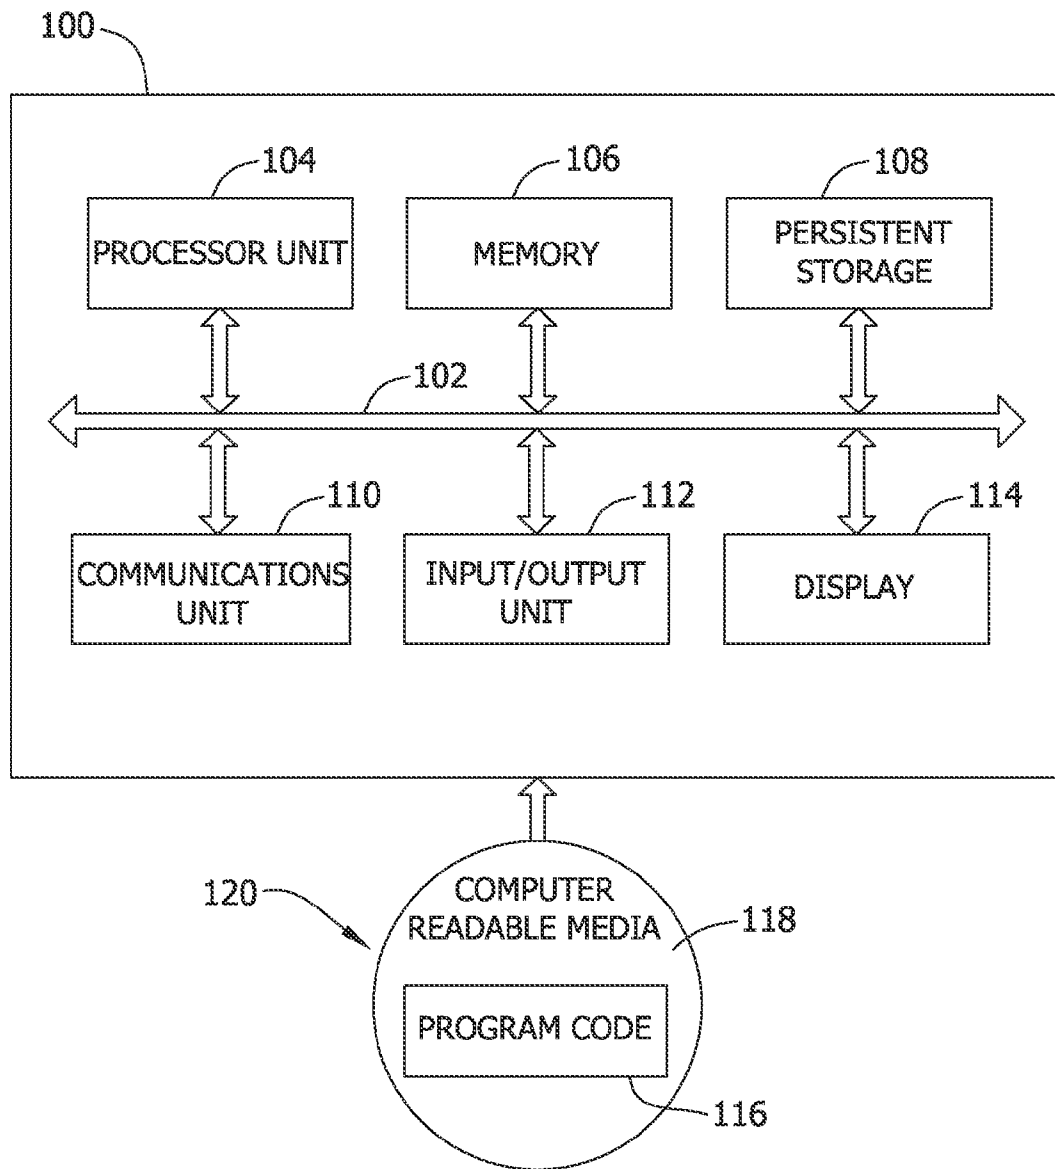 100
104
106
108
PROCESSOR UNIT
MEMORY
PERSISTENT
STORAGE
102
110
112
114
COMMUNICATIONS
UNIT
INPUT/OUTPUT
UNIT
DISPLAY
120
COMPUTER
READABLE MEDIA
118
PROGRAM CODE
116